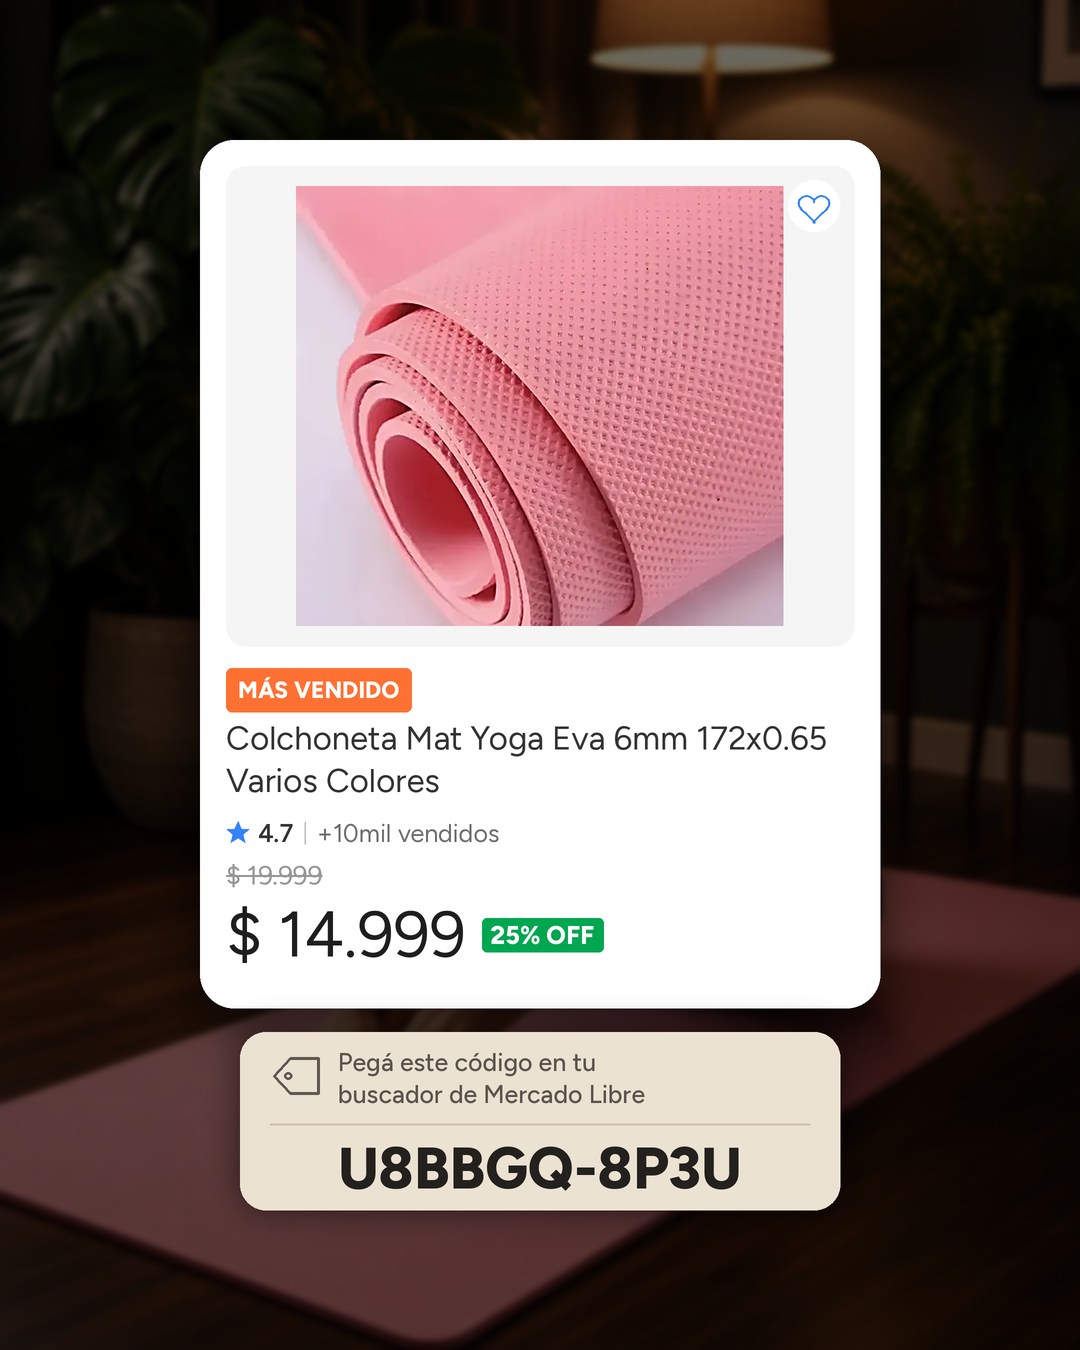 MÁS VENDIDO
Colchoneta Mat Yoga Eva 6mm 172x0.65
Varios Colores
4.7 | +10mil vendidos
$ 19.999
$ 14.999 25% OFF
Pegá este código en tu
buscador de Mercado Libre
U8BBGQ-8P3U